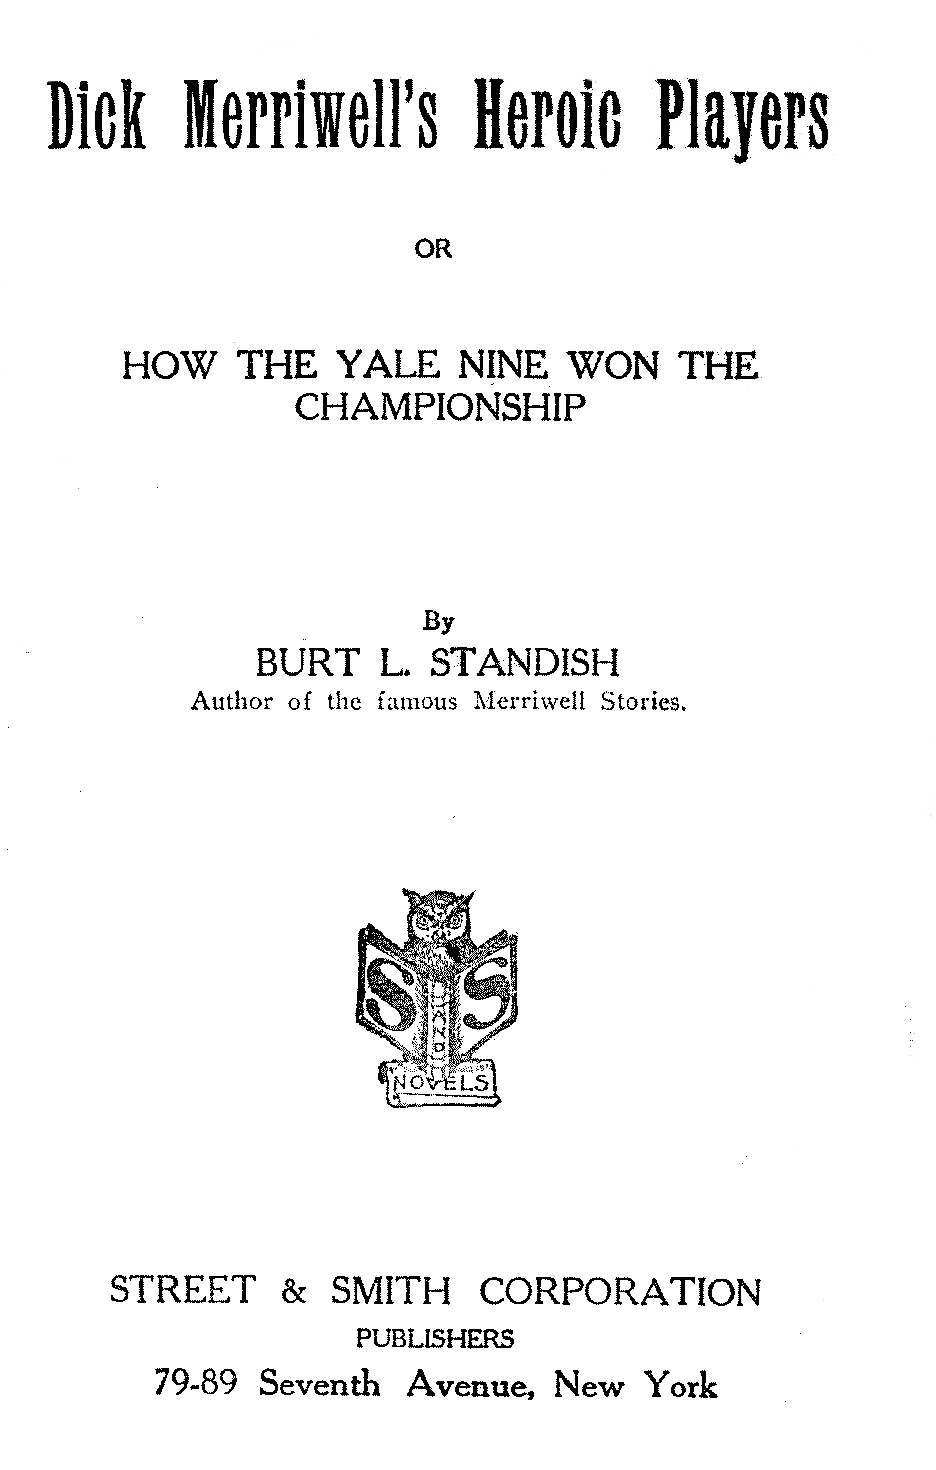 Dick Merriwell's Heroic Players
OR
HOW THE YALE NINE WON THE
CHAMPIONSHIP
By
BURT L. STANDISH
Author of the famous Merriwell Stories.
S S
NOVELS
STREET & SMITH CORPORATION
PUBLISHERS
79-89 Seventh Avenue, New York